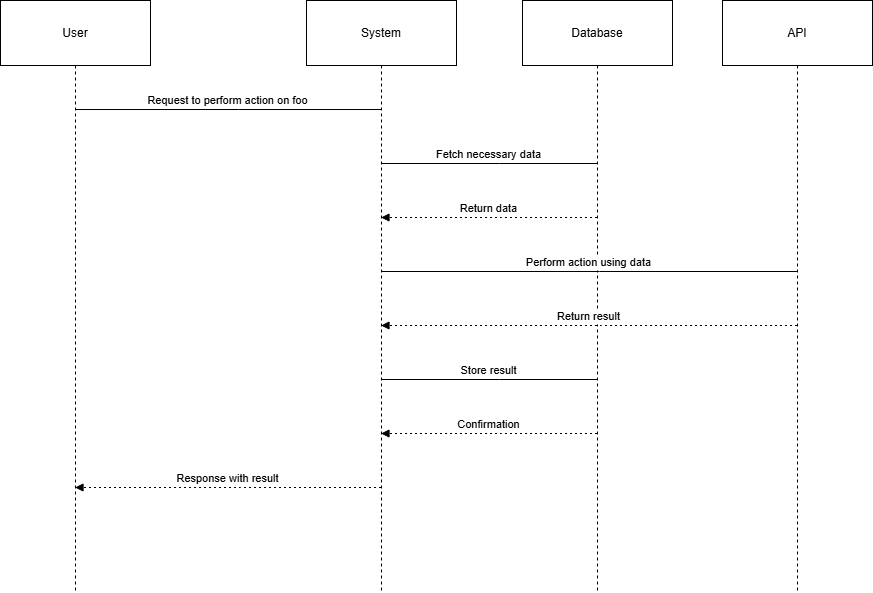 User
System
Database
API
Request to perform action on foo
Fetch necessary data
Return data
Perform action using data
Return result
Store result
Confirmation
Response with result